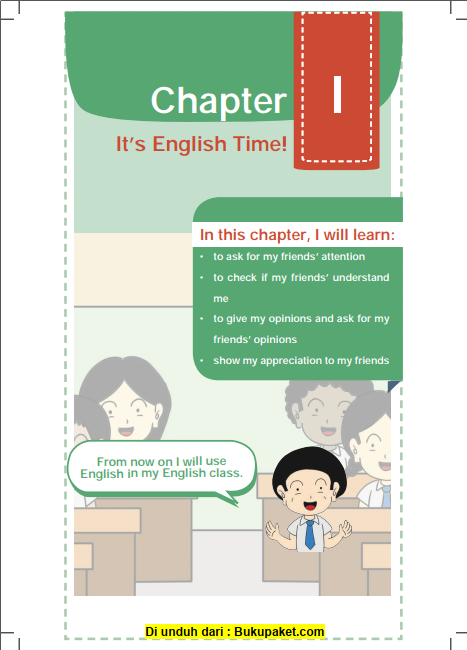 Chapter
I
It's English Time!
In this chapter, I will learn:
• to ask for my friends' attention
• to check if my friends' understand
me
• to give my opinions and ask for my
friends' opinions
• show my appreciation to my friends
From now on I will use
English in my English class.
Di unduh dari : Bukupaket.com